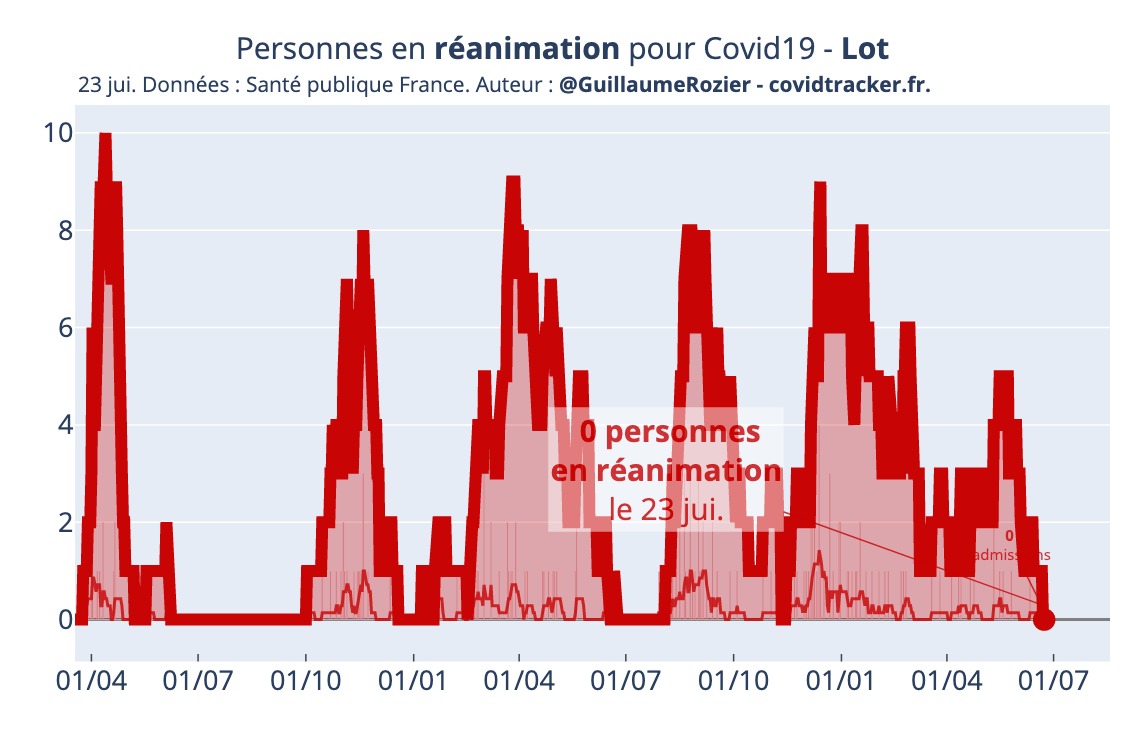 Personnes en réanimation pour Covid19 - Lot
23 jui. Données : Santé publique France. Auteur : @GuillaumeRozier - covidtracker.fr.
10
8
6
4
2
0
0 personnes
en réanimation
le 23 jui.
0
admissions
01/04
01/07
01/10
01/01
01/04
01/07
01/10
01/01
01/04
01/07